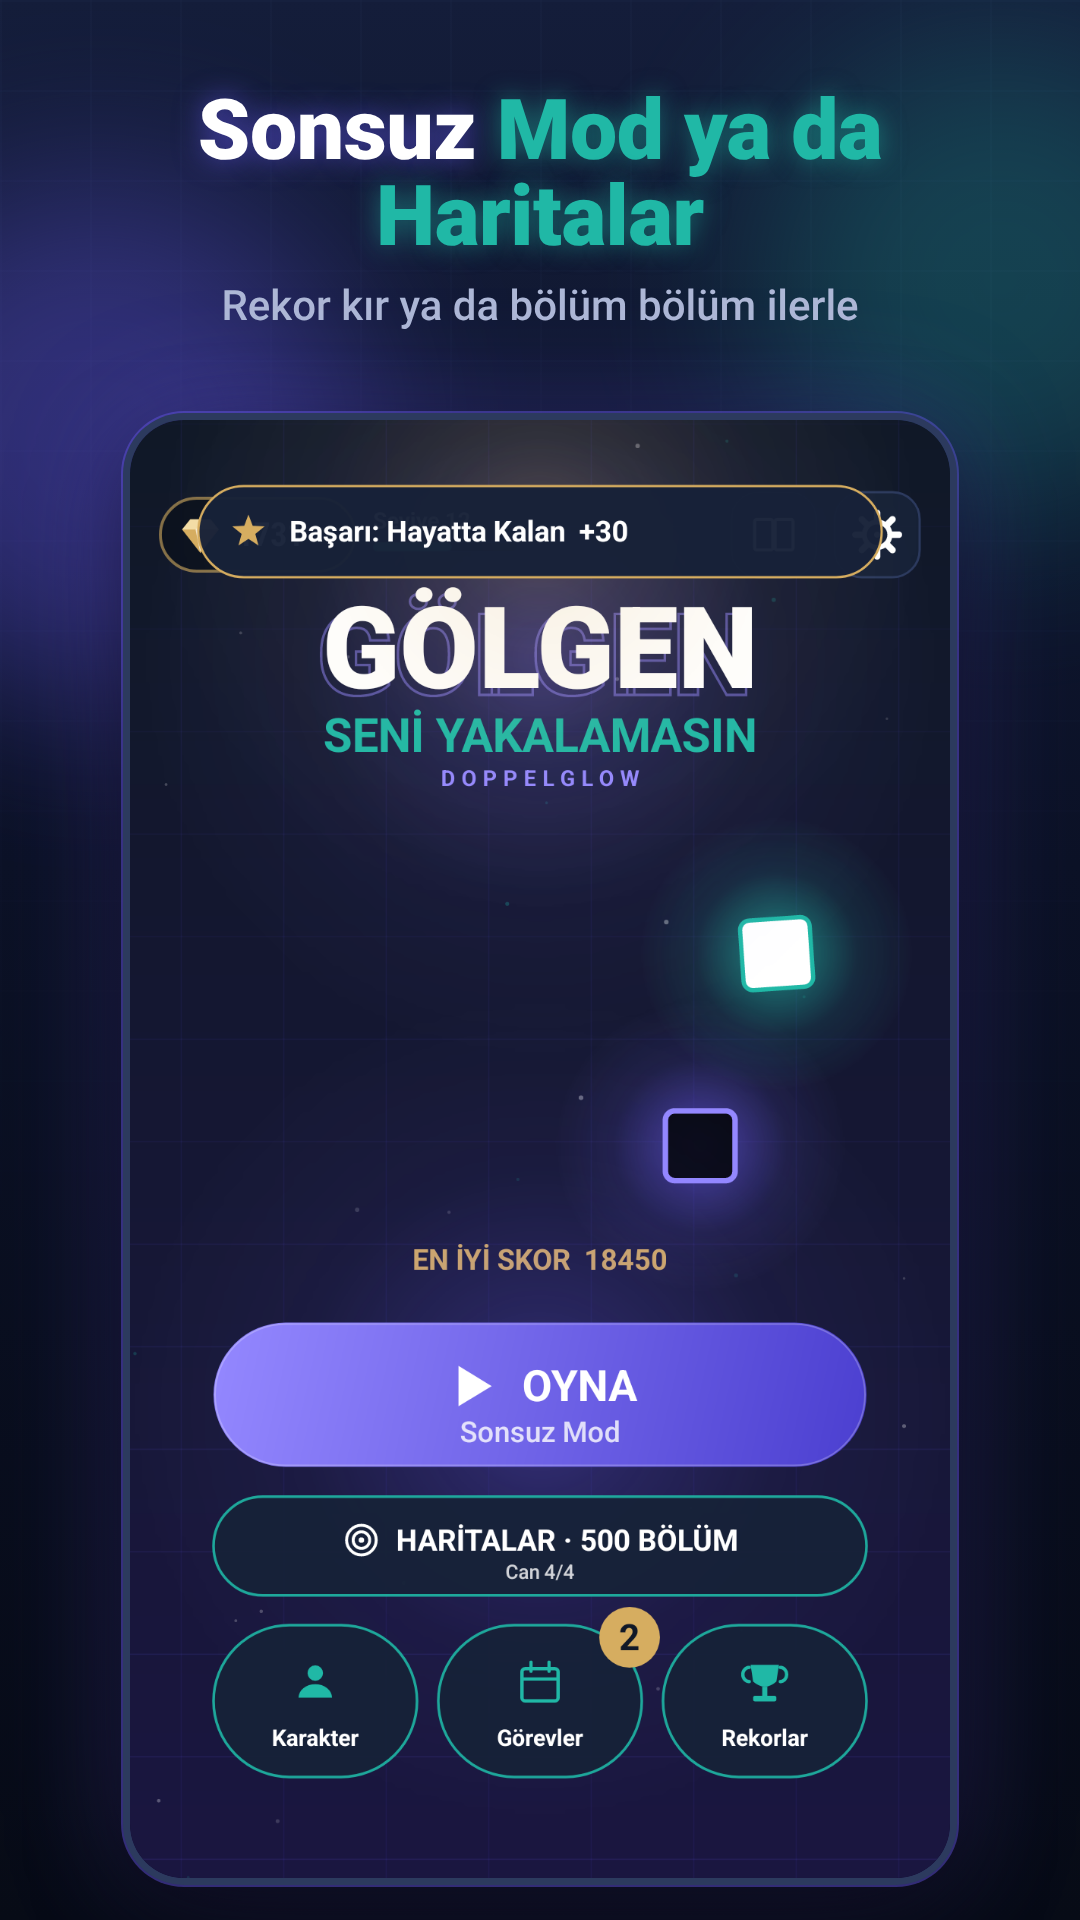 Sonsuz Mod ya da
Haritalar
Rekor kır ya da bölüm bölüm ilerle
Başarı: Hayatta Kalan +30
GÖLGEN
SENİ YAKALAMASIN
DOPPELGLOW
EN İYİ SKOR 18450
OYNA
Sonsuz Mod
HARİTALAR · 500 BÖLÜM
Can 4/4
2
Karakter
Görevler
Rekorlar